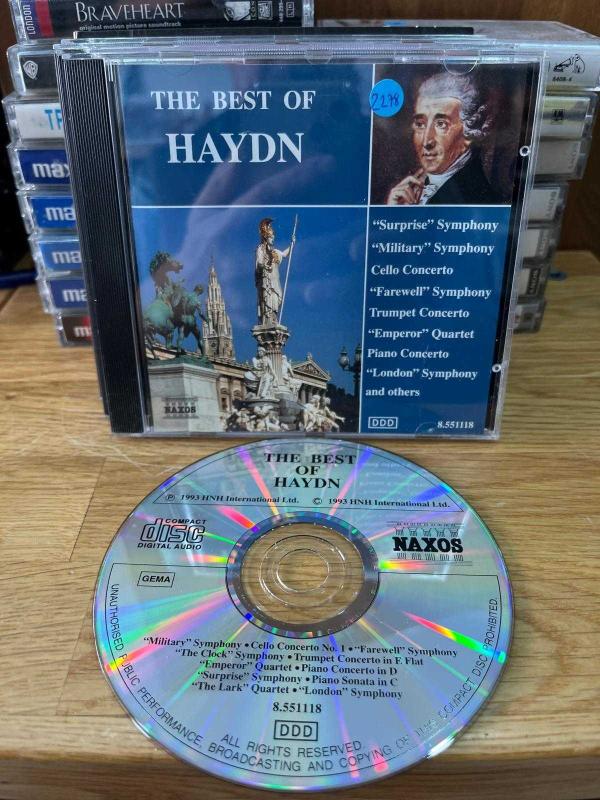 LONDON
BRAVEHEART
original motion picture soundtrack
THE BEST OF
HAYDN
2278
"Surprise" Symphony
"Military" Symphony
Cello Concerto
"Farewell" Symphony
Trumpet Concerto
"Emperor" Quartet
Piano Concerto
"London" Symphony
and others
NAXOS
DDD
8.551118
THE BEST
OF
HAYDN
℗ 1993 HNH International Ltd. © 1993 HNH International Ltd.
COMPACT
disc
DIGITAL AUDIO
NAXOS
GEMA
"Military" Symphony • Cello Concerto No. 1 • "Farewell" Symphony
"The Clock" Symphony • Trumpet Concerto in E Flat
"Emperor" Quartet • Piano Concerto in D
"Surprise" Symphony • Piano Sonata in C
"The Lark" Quartet • "London" Symphony
8.551118
DDD
ALL RIGHTS RESERVED.
UNAUTHORISED PUBLIC PERFORMANCE, BROADCASTING AND COPYING OF THIS COMPACT DISC PROHIBITED.